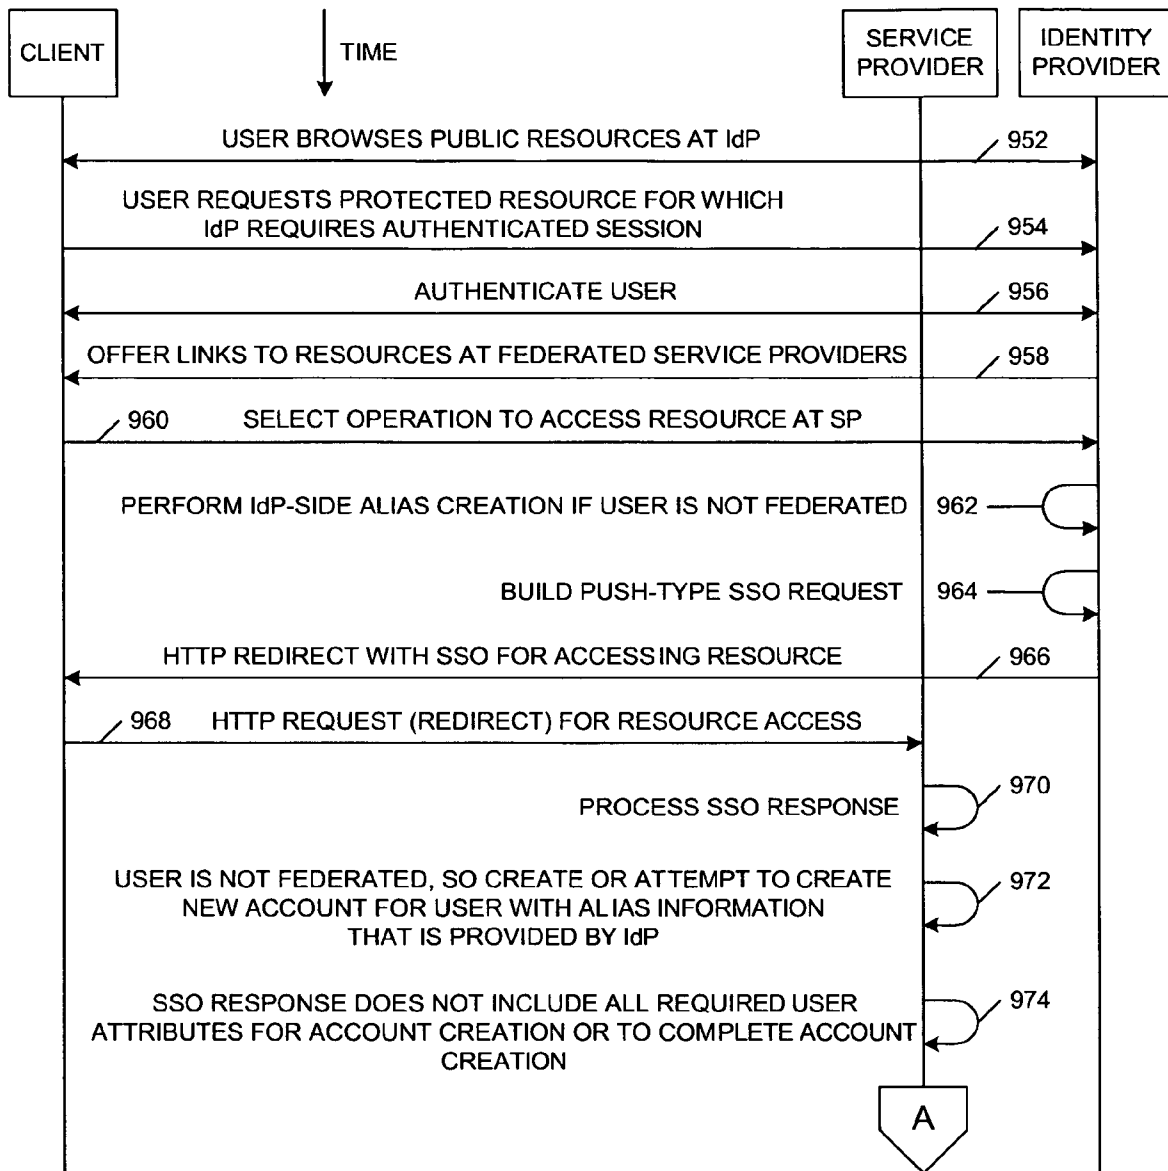 CLIENT
TIME
SERVICE
PROVIDER
IDENTITY
PROVIDER
USER BROWSES PUBLIC RESOURCES AT IdP
952
USER REQUESTS PROTECTED RESOURCE FOR WHICH
IdP REQUIRES AUTHENTICATED SESSION
954
AUTHENTICATE USER
956
OFFER LINKS TO RESOURCES AT FEDERATED SERVICE PROVIDERS
958
960
SELECT OPERATION TO ACCESS RESOURCE AT SP
PERFORM IdP-SIDE ALIAS CREATION IF USER IS NOT FEDERATED
962
BUILD PUSH-TYPE SSO REQUEST
964
HTTP REDIRECT WITH SSO FOR ACCESSING RESOURCE
966
968
HTTP REQUEST (REDIRECT) FOR RESOURCE ACCESS
PROCESS SSO RESPONSE
970
USER IS NOT FEDERATED, SO CREATE OR ATTEMPT TO CREATE
NEW ACCOUNT FOR USER WITH ALIAS INFORMATION
THAT IS PROVIDED BY IdP
972
SSO RESPONSE DOES NOT INCLUDE ALL REQUIRED USER
ATTRIBUTES FOR ACCOUNT CREATION OR TO COMPLETE ACCOUNT
CREATION
974
A